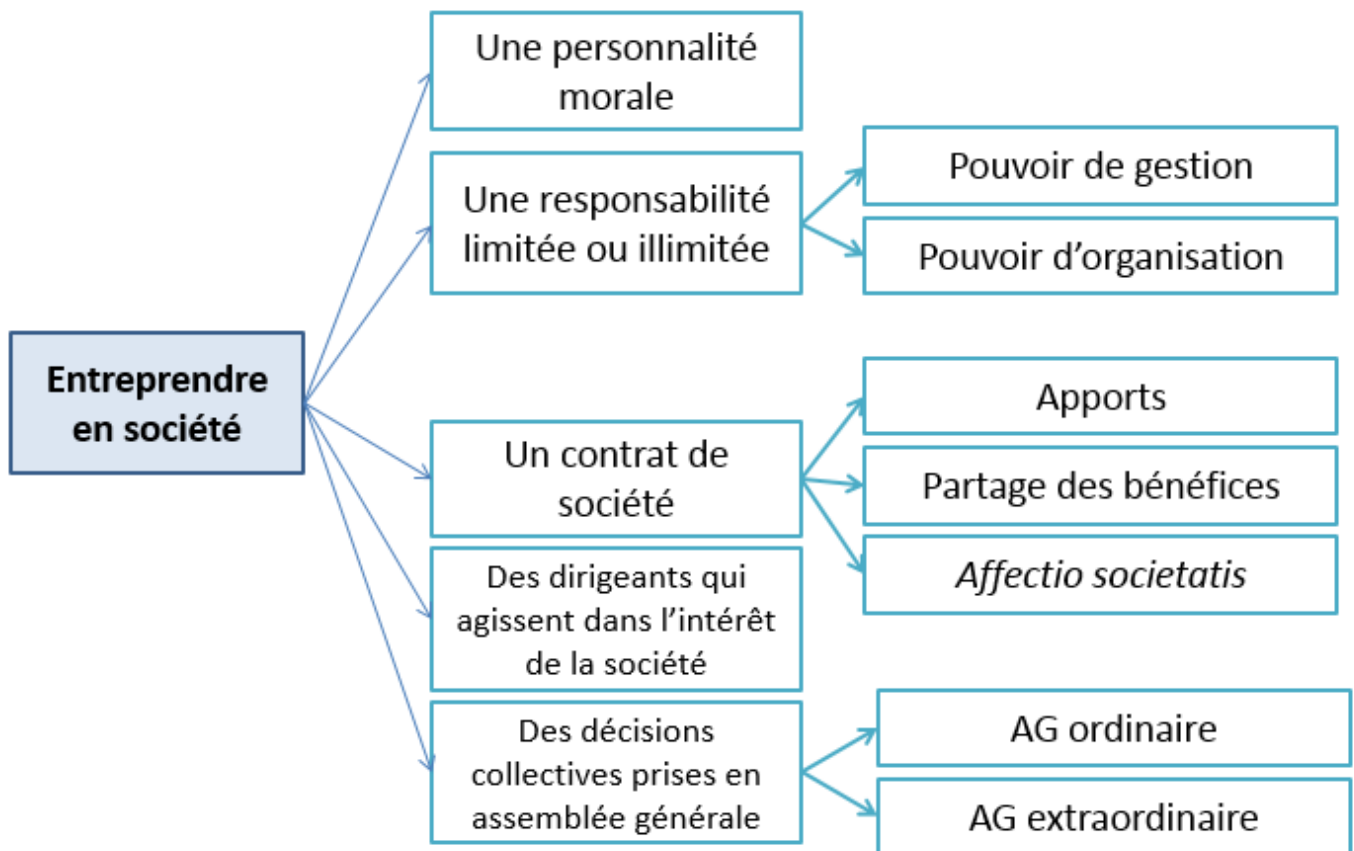 Une personnalité
morale
Une responsabilité
limitée ou illimitée
Pouvoir de gestion
Pouvoir d’organisation
Entreprendre
en société
Un contrat de
société
Apports
Partage des bénéfices
Affectio societatis
Des dirigeants qui
agissent dans l’intérêt
de la société
Des décisions
collectives prises en
assemblée générale
AG ordinaire
AG extraordinaire